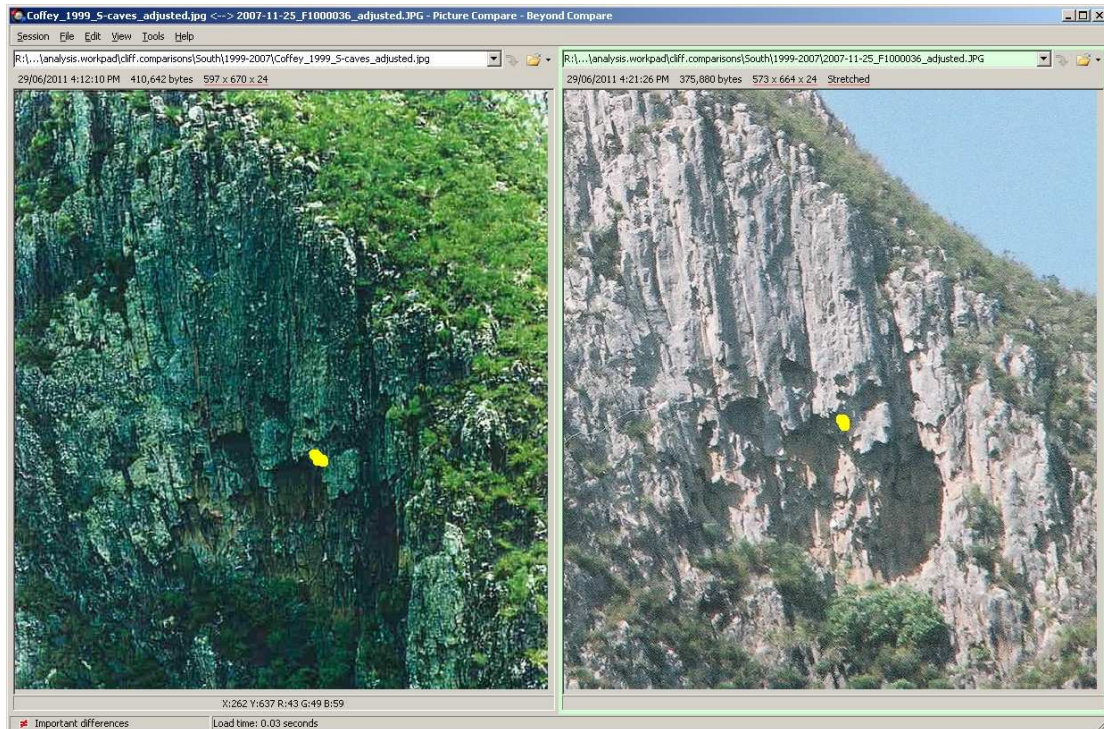 Coffey_1999_S-caves_adjusted.jpg <--> 2007-11-25_F1000036_adjusted.JPG - Picture Compare - Beyond Compare
Session File Edit View Tools Help
R:\...\analysis.workpad\cliff.comparisons\South\1999-2007\Coffey_1999_S-caves_adjusted.jpg
29/06/2011 4:12:10 PM 410,642 bytes 597 x 670 x 24
R:\...\analysis.workpad\cliff.comparisons\South\1999-2007\2007-11-25_F1000036_adjusted.JPG
29/06/2011 4:21:26 PM 375,880 bytes 573 x 664 x 24 Stretched
X:262 Y:637 R:43 G:49 B:59
Important differences
Load time: 0.03 seconds